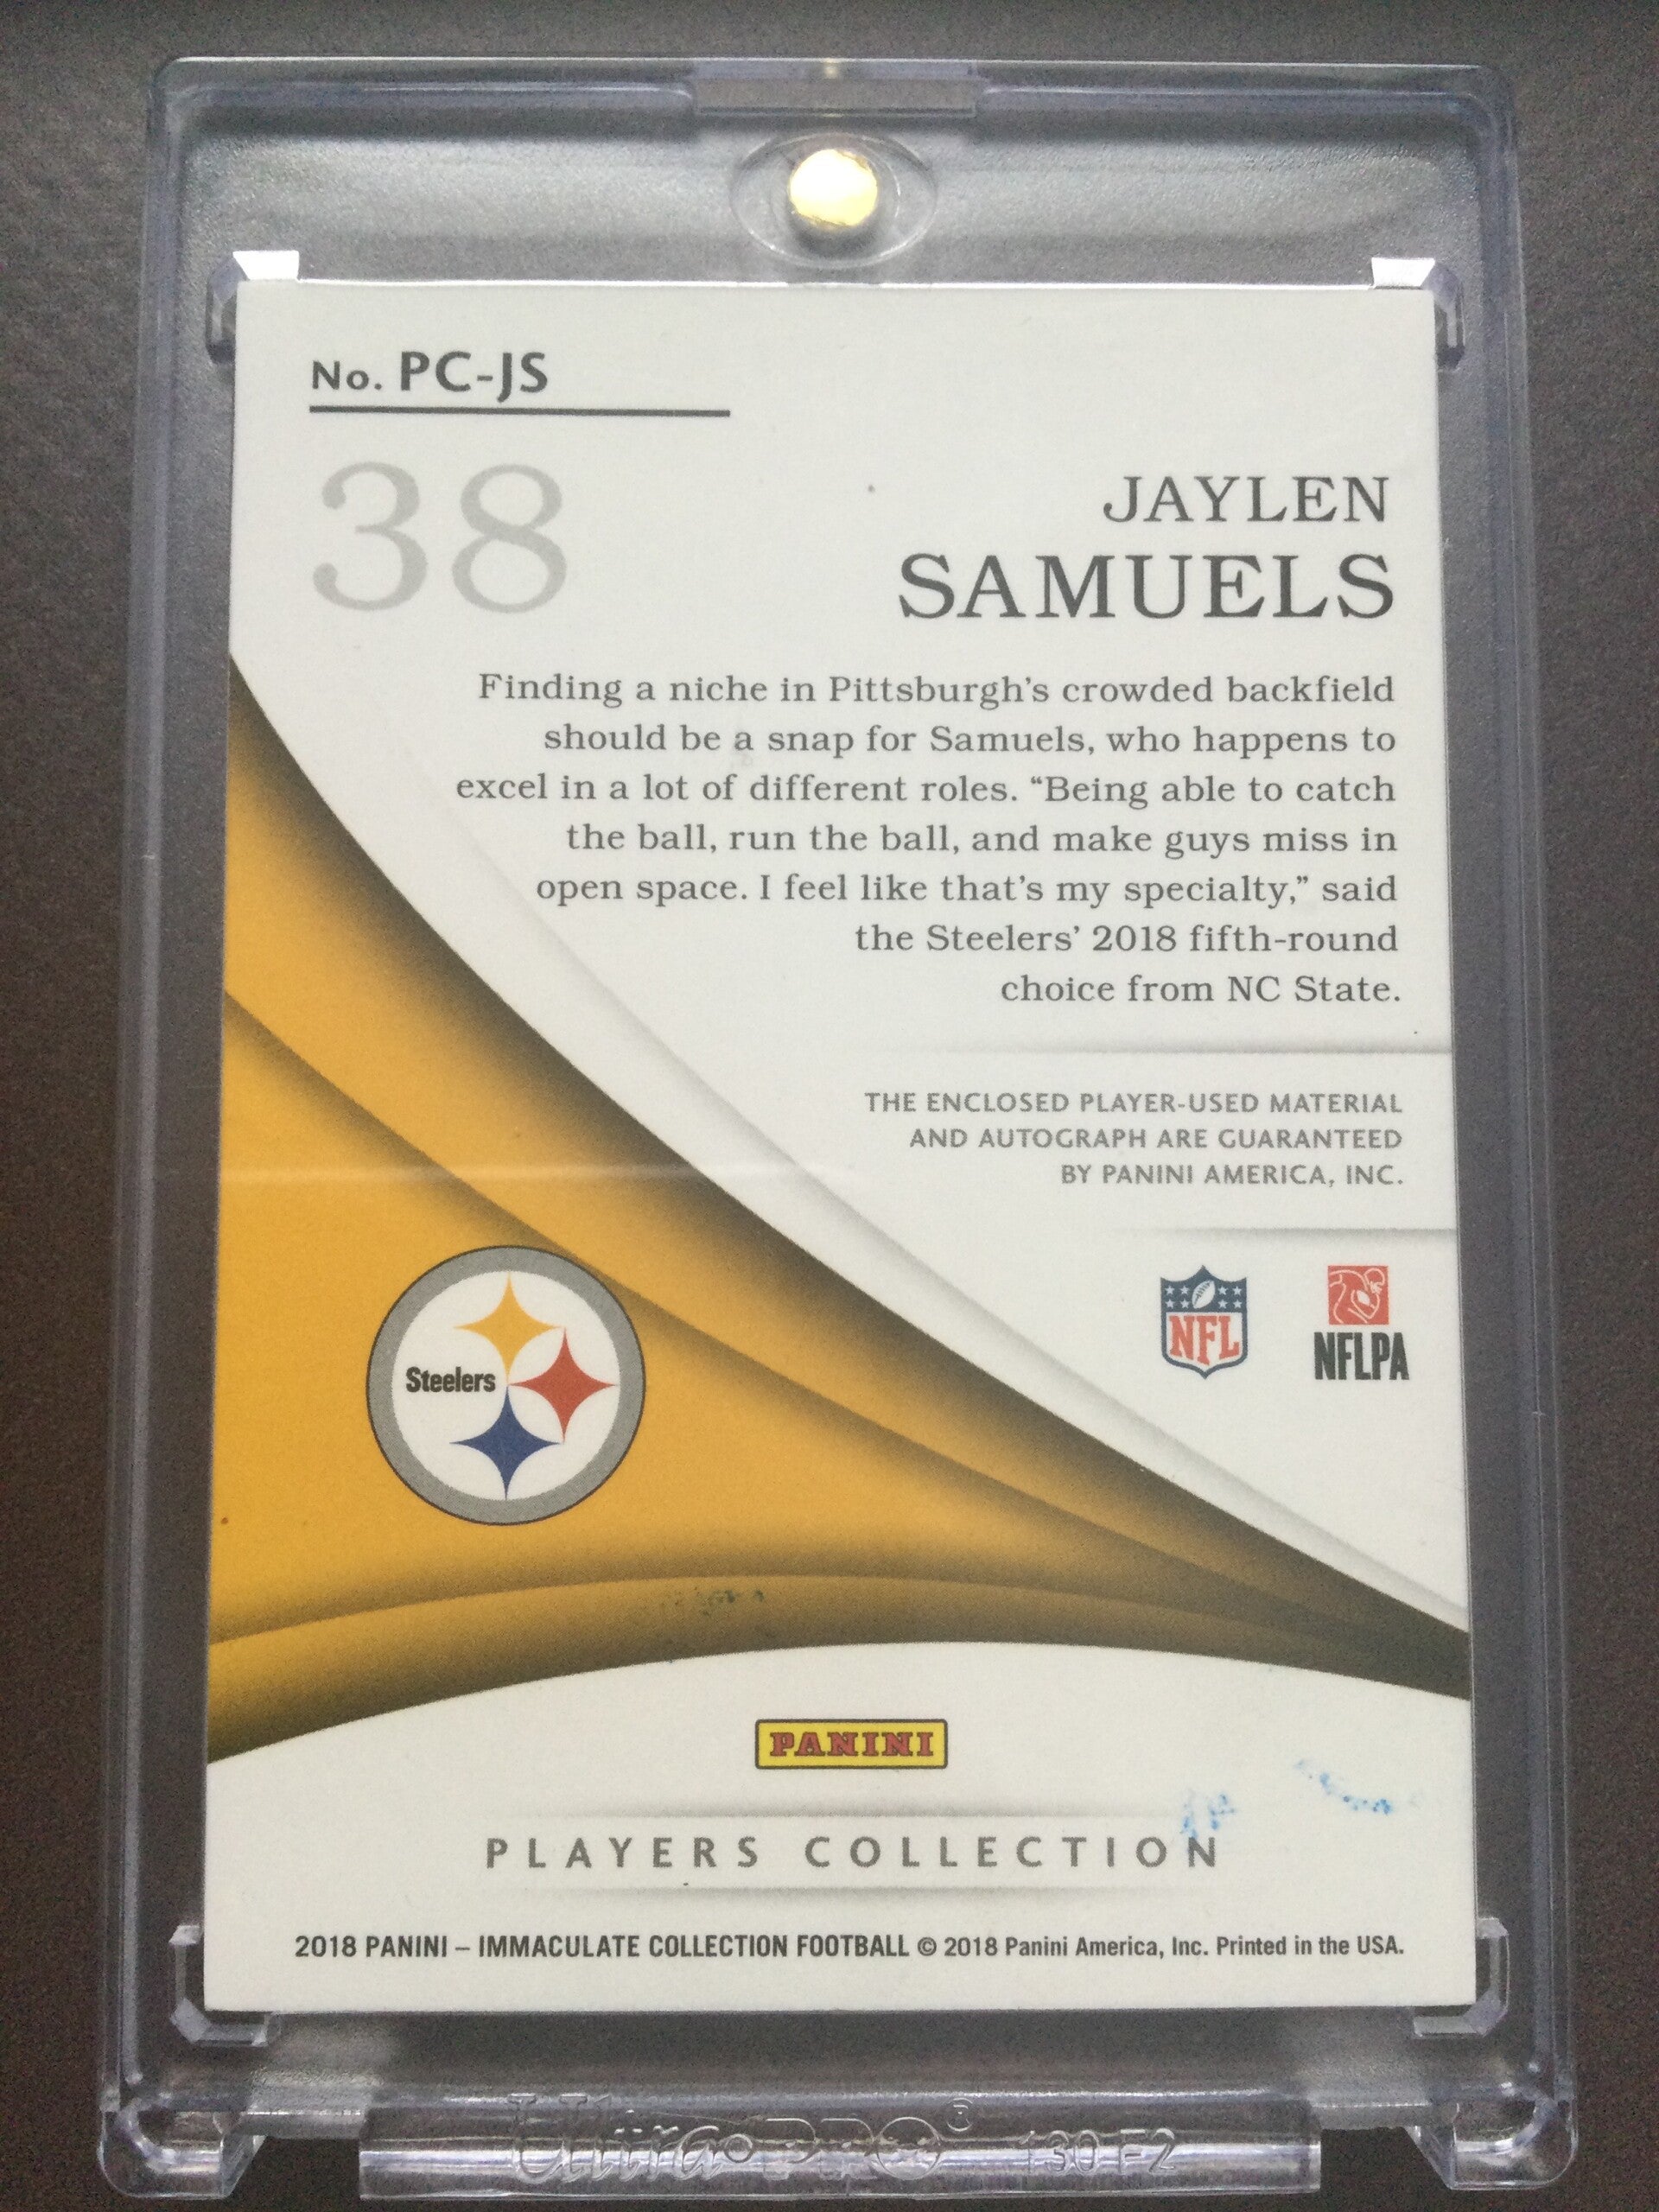 No. PC-JS
38
JAYLEN
SAMUELS
Finding a niche in Pittsburgh's crowded backfield
should be a snap for Samuels, who happens to
excel in a lot of different roles. “Being able to catch
the ball, run the ball, and make guys miss in
open space. I feel like that's my specialty,” said
the Steelers' 2018 fifth-round
choice from NC State.
THE ENCLOSED PLAYER-USED MATERIAL
AND AUTOGRAPH ARE GUARANTEED
BY PANINI AMERICA, INC.
Steelers
NFL
NFLPA
PANINI
PLAYERS COLLECTION
2018 PANINI – IMMACULATE COLLECTION FOOTBALL © 2018 Panini America, Inc. Printed in the USA.
Ultra PRO® 130 F2